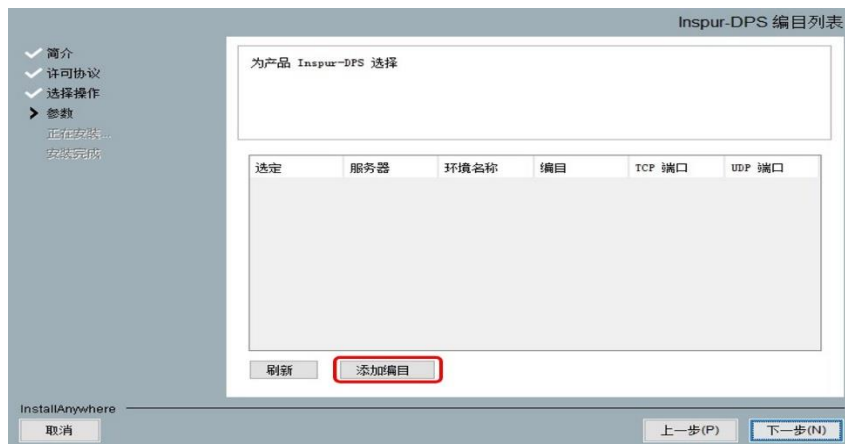 Inspur-DPS 编目列表
简介
许可协议
选择操作
参数
正在安装...
安装完成
为产品 Inspur-DPS 选择
选定 服务器 环境名称 编目 TCP 端口 UDP 端口
刷新 添加编目
InstallAnywhere
取消 上一步(P) 下一步(N)